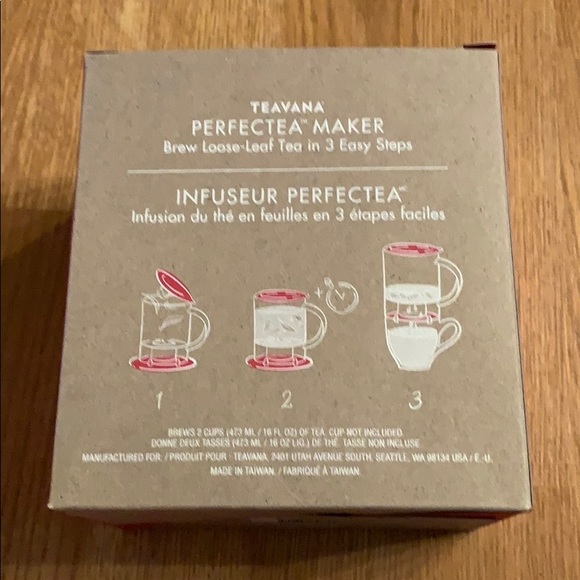 TEAVANA
PERFECTEA™ MAKER
Brew Loose-Leaf Tea in 3 Easy Steps
INFUSEUR PERFECTEAᴹᶜ
Infusion du thé en feuilles en 3 étapes faciles
+
1 2 3
BREWS 2 CUPS (473 ML / 16 FL OZ) OF TEA. CUP NOT INCLUDED.
DONNE DEUX TASSES (473 ML / 16 OZ LIQ.) DE THÉ. TASSE NON INCLUSE.
MANUFACTURED FOR: / PRODUIT POUR : TEAVANA, 2401 UTAH AVENUE SOUTH, SEATTLE, WA 98134 USA / É.-U.
MADE IN TAIWAN. / FABRIQUÉ À TAIWAN.